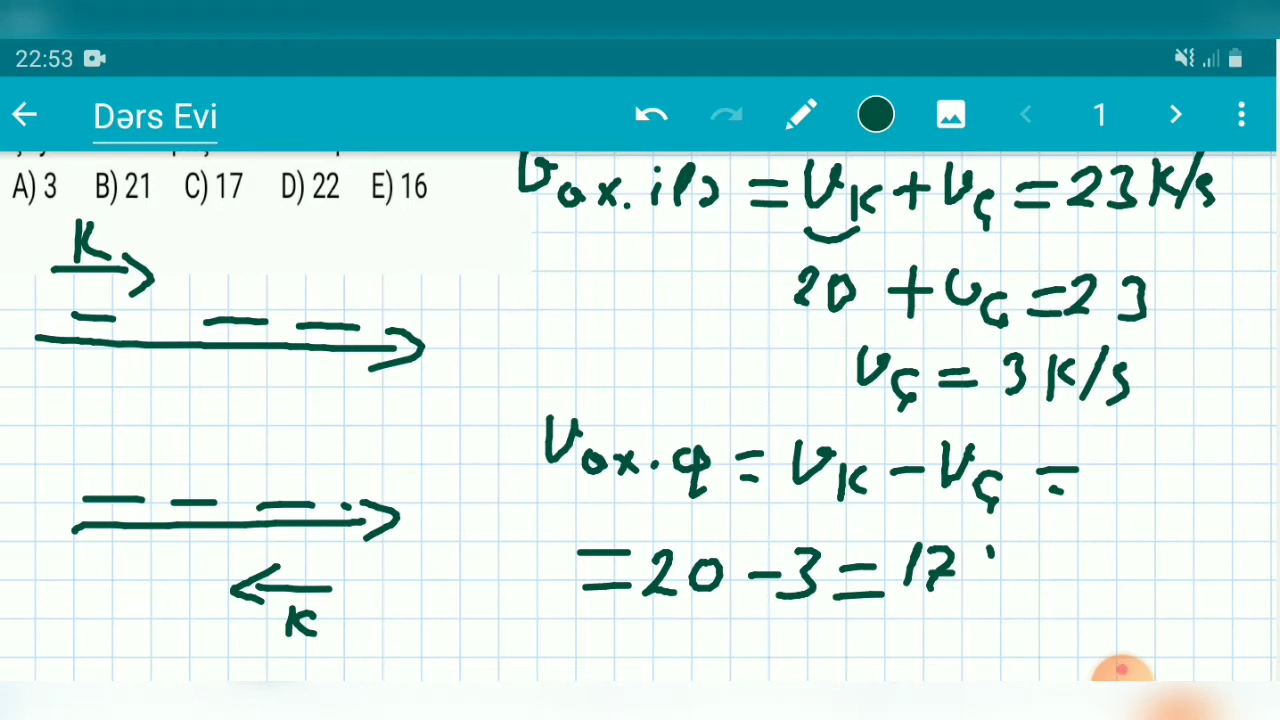 22:53
Dərs Evi
1
A) 3 B) 21 C) 17 D) 22 E) 16
Vox.ilə = Vk + Vç = 23 k/s
K
20 + Vç = 23
Vç = 3 k/s
Vox.q = Vk - Vç =
= 20 - 3 = 17
K